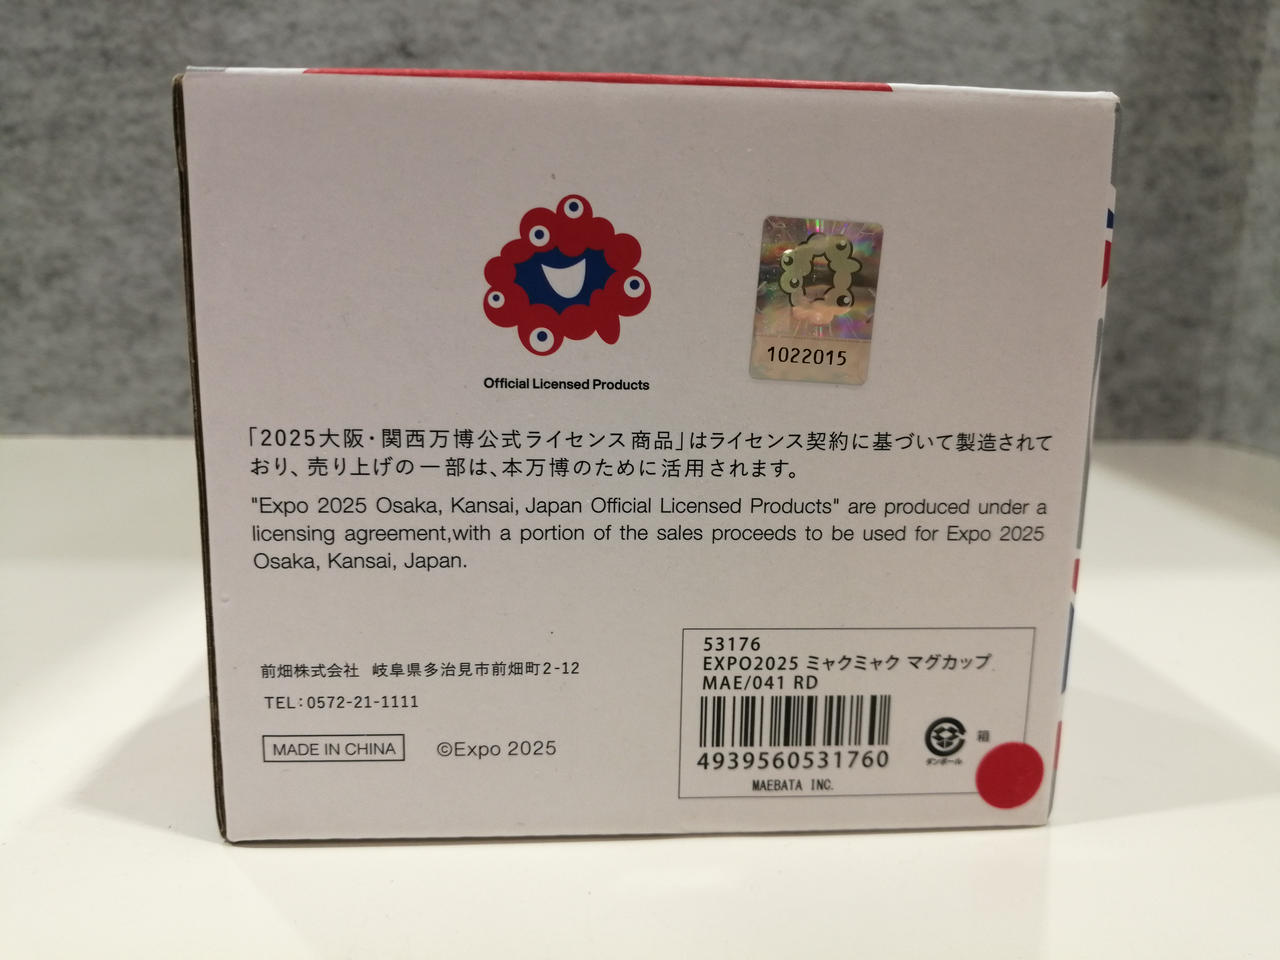 Official Licensed Products
1022015
「2025大阪・関西万博公式ライセンス商品」はライセンス契約に基づいて製造されて
おり、売り上げの一部は、本万博のために活用されます。
"Expo 2025 Osaka, Kansai, Japan Official Licensed Products" are produced under a
licensing agreement,with a portion of the sales proceeds to be used for Expo 2025
Osaka, Kansai, Japan.
前畑株式会社 岐阜県多治見市前畑町2-12
TEL:0572-21-1111
MADE IN CHINA
©Expo 2025
53176
EXPO2025 ミャクミャク マグカップ
MAE/041 RD
4939560531760
MAEBATA INC.
ダンボール
箱